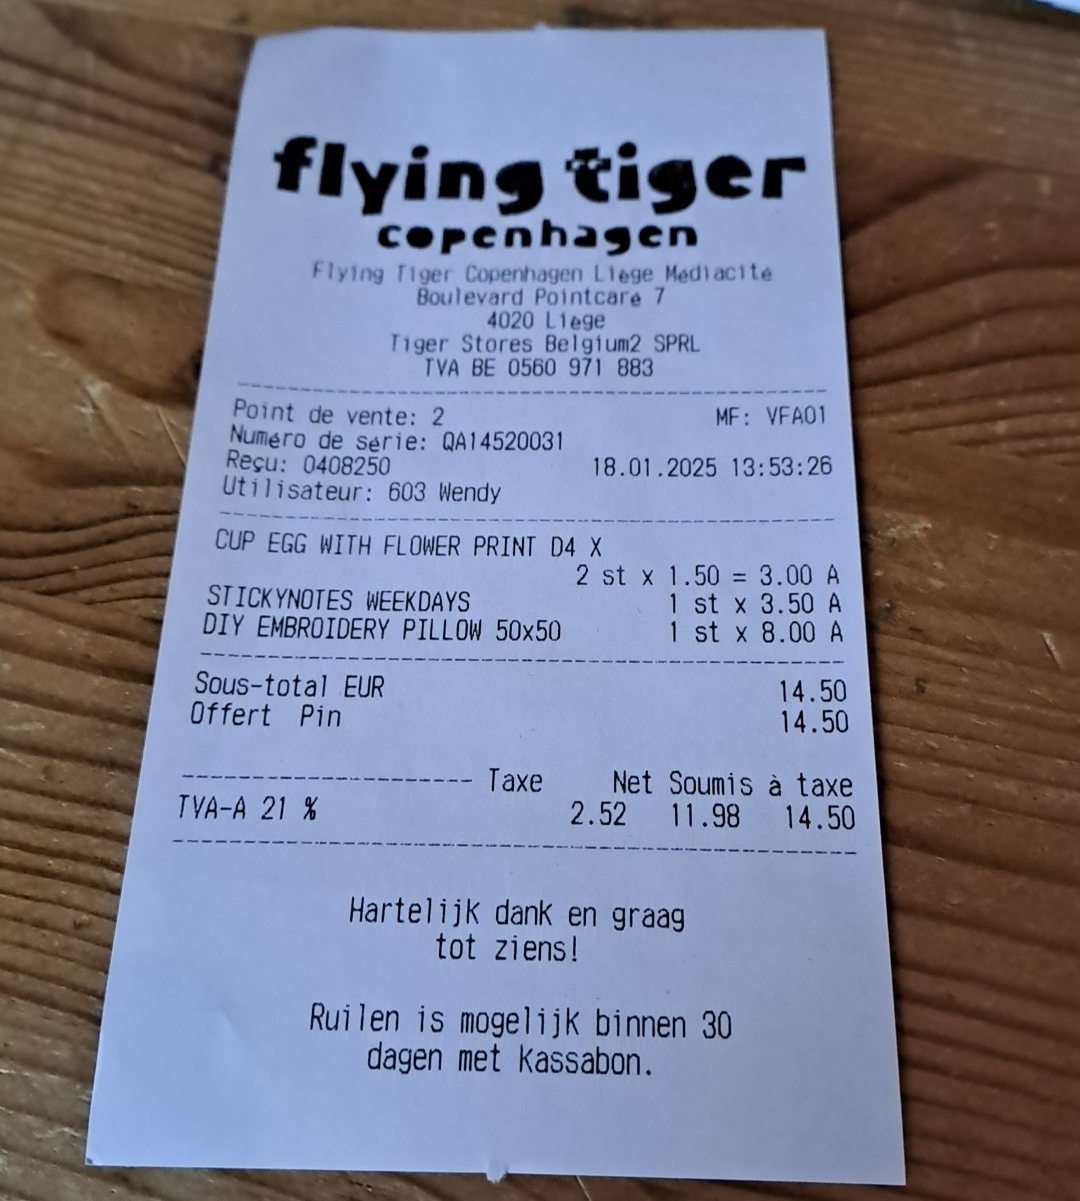 flying tiger
copenhagen
Flying Tiger Copenhagen Liège Médiacité
Boulevard Pointcaré 7
4020 Liège
Tiger Stores Belgium2 SPRL
TVA BE 0560 971 883
Point de vente: 2 MF: VFA01
Numéro de série: QA14520031
Reçu: 0408250 18.01.2025 13:53:26
Utilisateur: 603 Wendy
CUP EGG WITH FLOWER PRINT D4 X
2 st x 1.50 = 3.00 A
STICKYNOTES WEEKDAYS 1 st x 3.50 A
DIY EMBROIDERY PILLOW 50x50 1 st x 8.00 A
Sous-total EUR 14.50
Offert Pin 14.50
Taxe Net Soumis à taxe
TVA-A 21 % 2.52 11.98 14.50
Hartelijk dank en graag
tot ziens!
Ruilen is mogelijk binnen 30
dagen met kassabon.